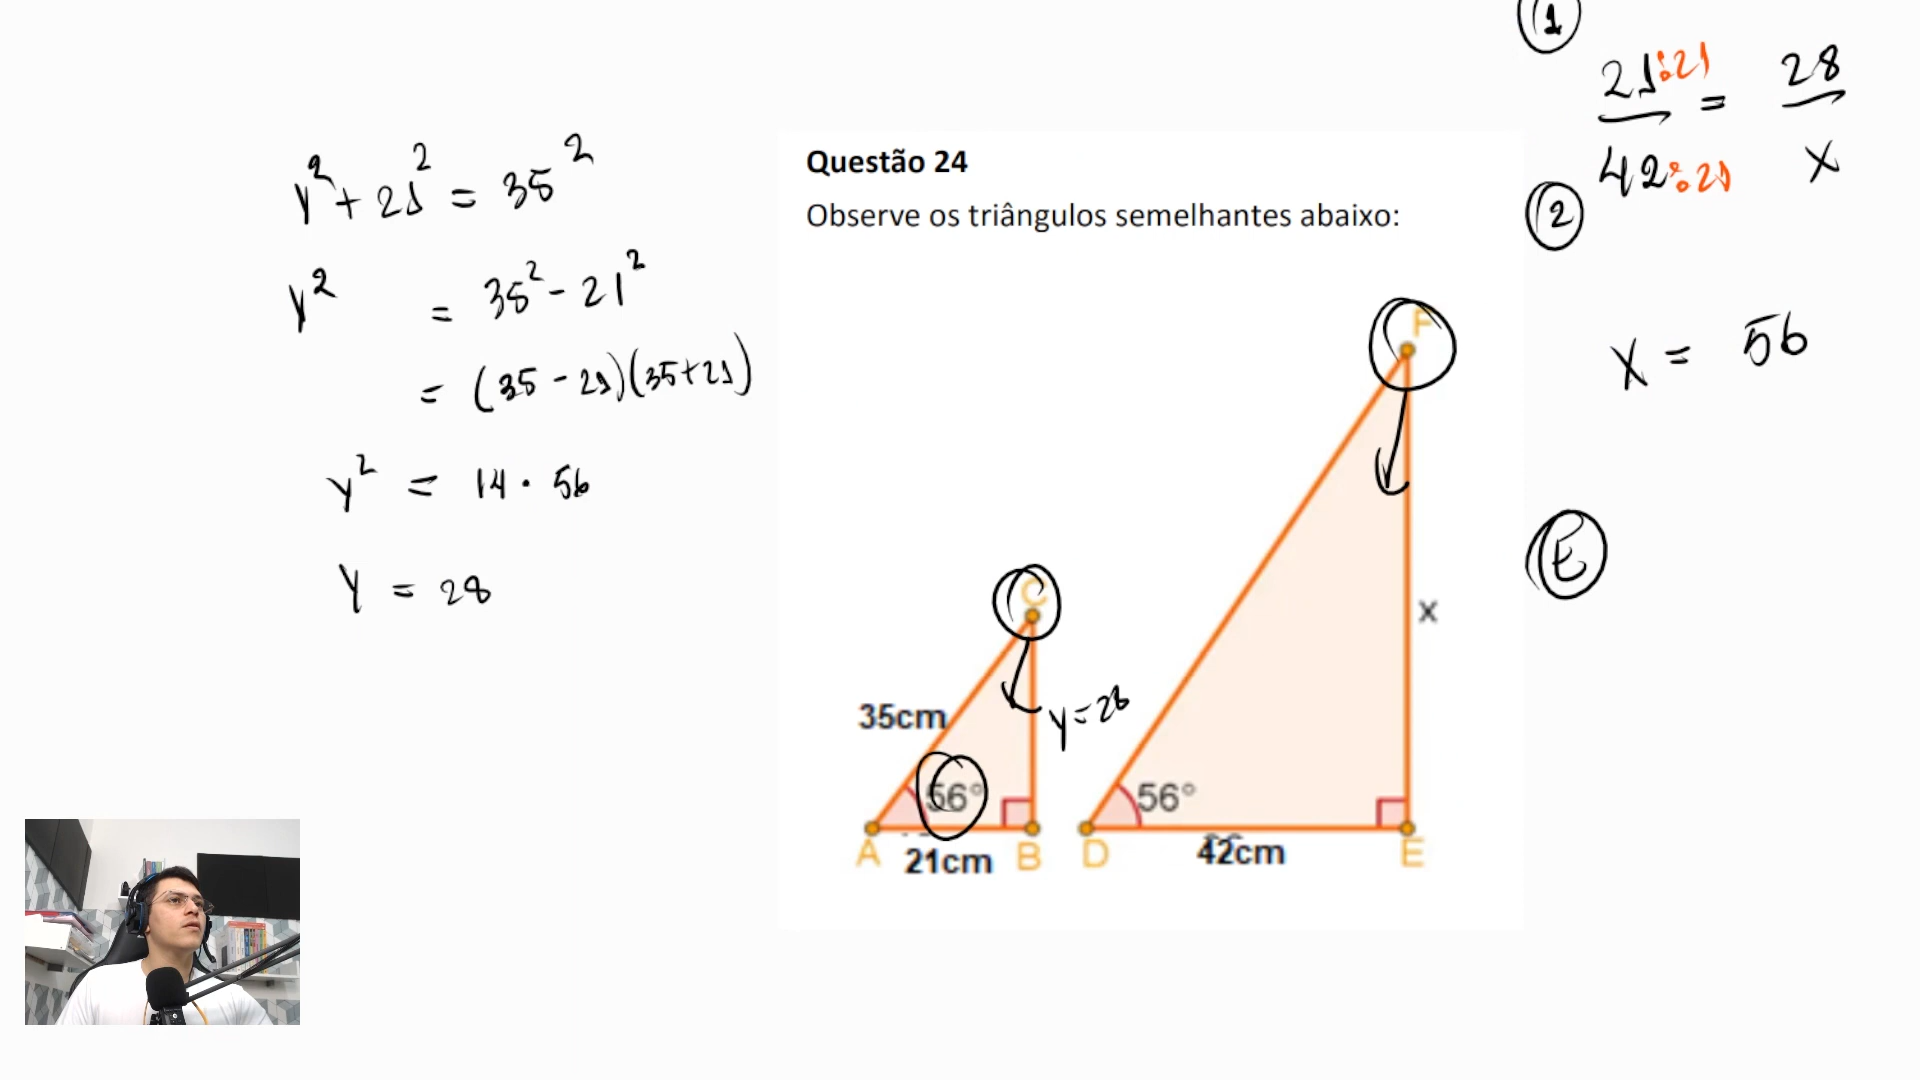 y² + 21² = 35²
y² = 35² - 21²
= (35 - 21)(35 + 21)
y² = 14 · 56
y = 28
Questão 24
Observe os triângulos semelhantes abaixo:
F
x
C
35cm
y = 28
56°
56°
A
21cm
B
D
42cm
E
1
21:21 = 28
42:21 x
2
x = 56
E